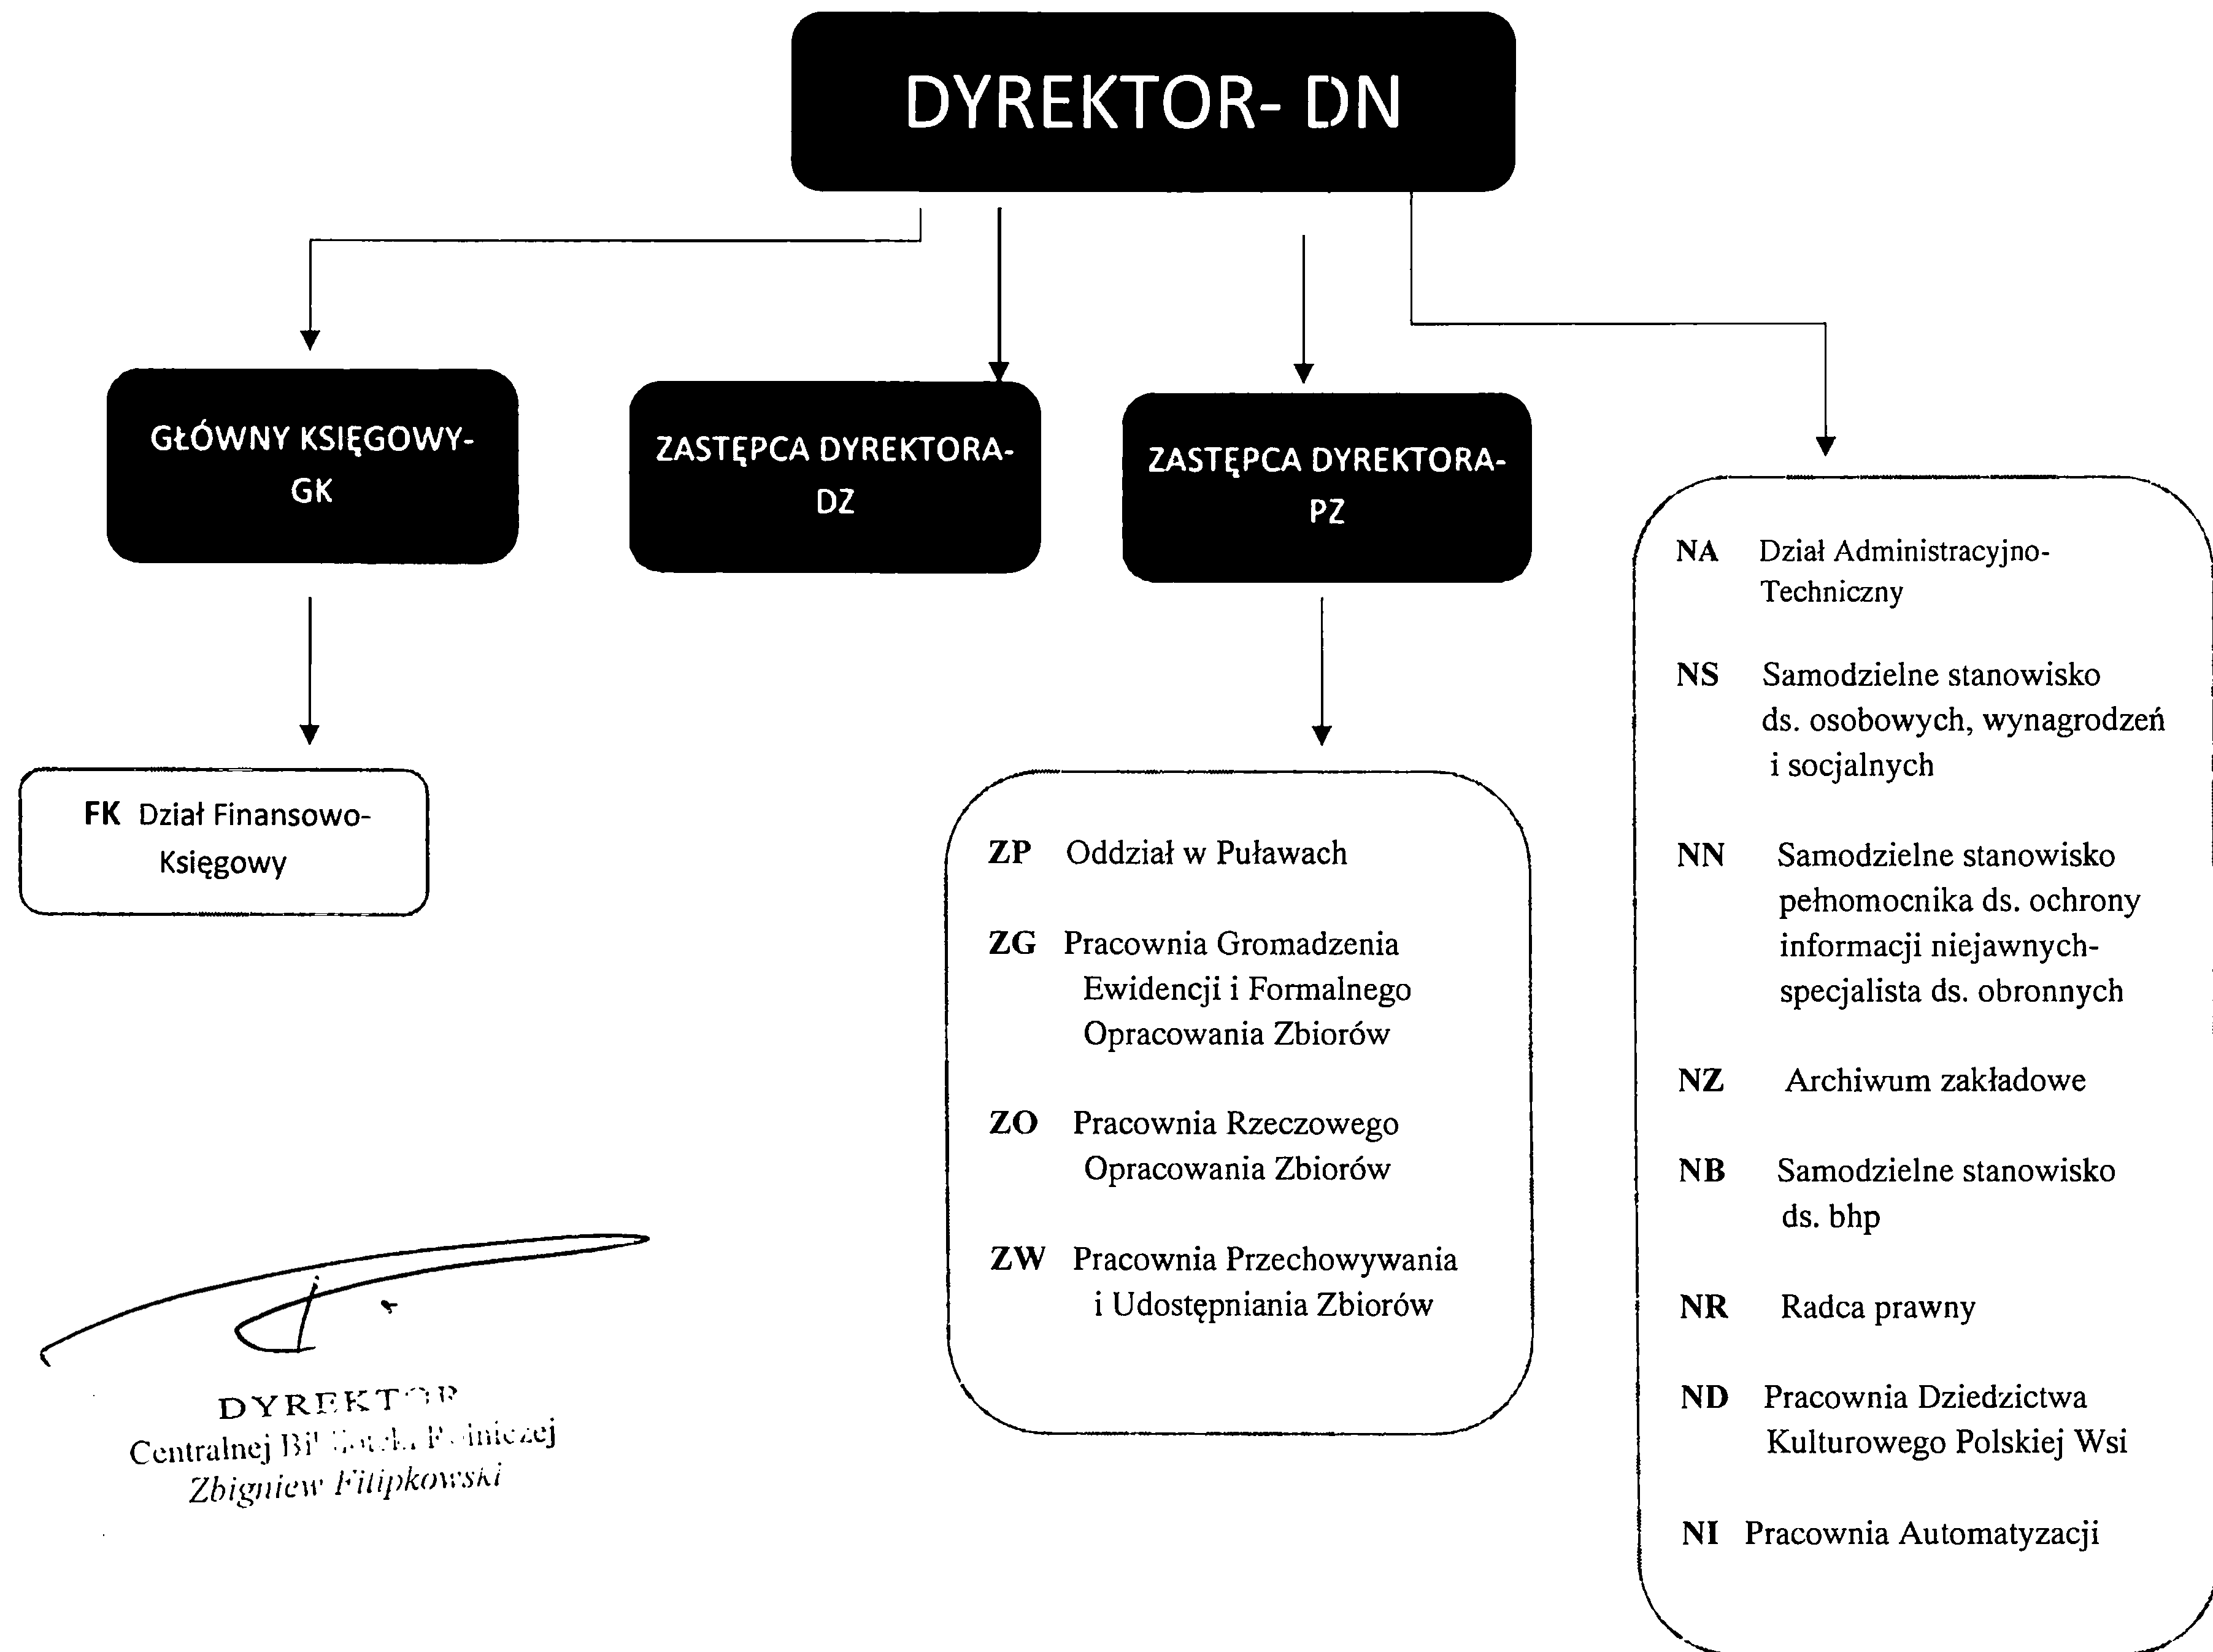 DYREKTOR- DN
GŁÓWNY KSIĘGOWY-
GK
ZASTĘPCA DYREKTORA-
DZ
ZASTĘPCA DYREKTORA-
PZ
FK Dział Finansowo-
Księgowy
ZP Oddział w Puławach
ZG Pracownia Gromadzenia
Ewidencji i Formalnego
Opracowania Zbiorów
ZO Pracownia Rzeczowego
Opracowania Zbiorów
ZW Pracownia Przechowywania
i Udostępniania Zbiorów
NA Dział Administracyjno-
Techniczny
NS Samodzielne stanowisko
ds. osobowych, wynagrodzeń
i socjalnych
NN Samodzielne stanowisko
pełnomocnika ds. ochrony
informacji niejawnych-
specjalista ds. obronnych
NZ Archiwum zakładowe
NB Samodzielne stanowisko
ds. bhp
NR Radca prawny
ND Pracownia Dziedzictwa
Kulturowego Polskiej Wsi
NI Pracownia Automatyzacji
DYREKTOR
Centralnej
Zbigniew Filipkowski